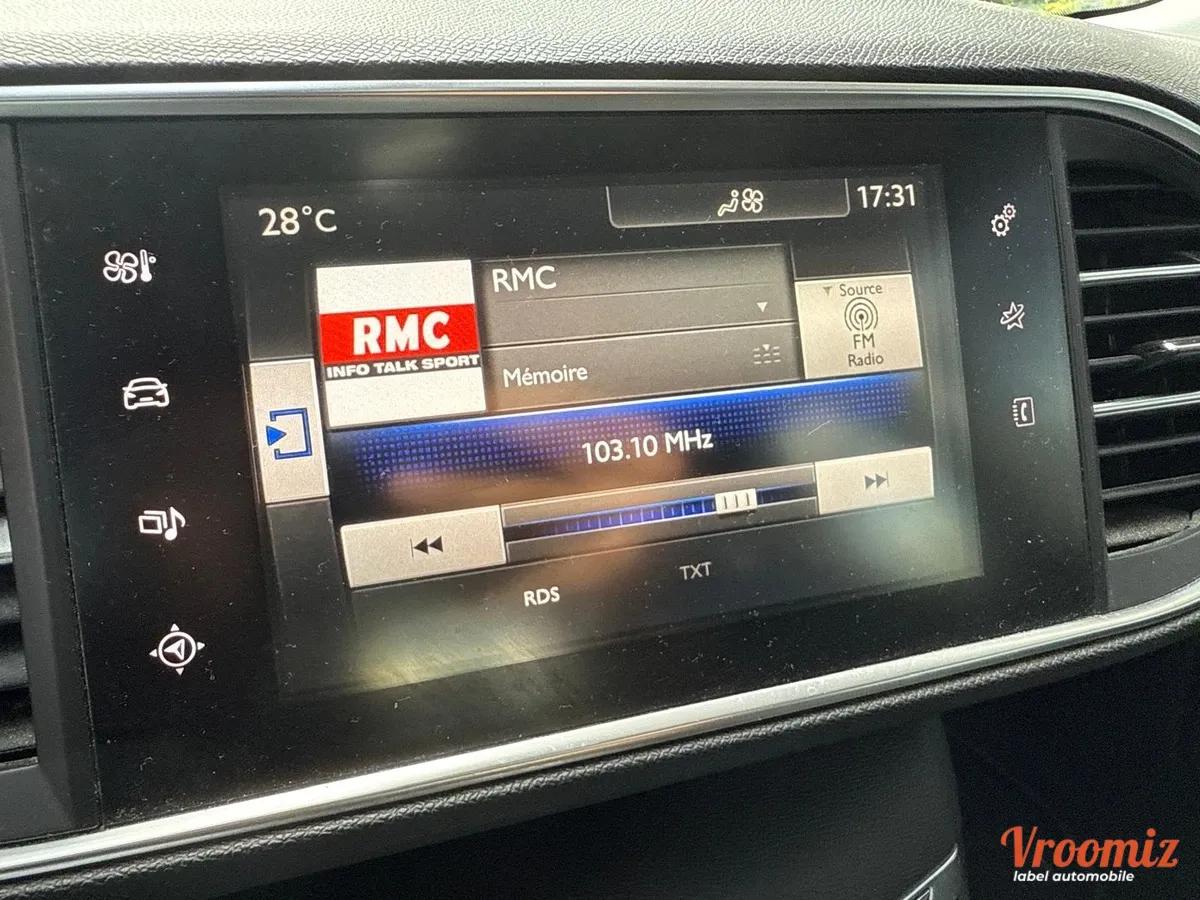 28°C
17:31
RMC
RMC
INFO TALK SPORT
Source
FM
Radio
Mémoire
103.10 MHz
TXT
RDS
Vroomiz
label automobile